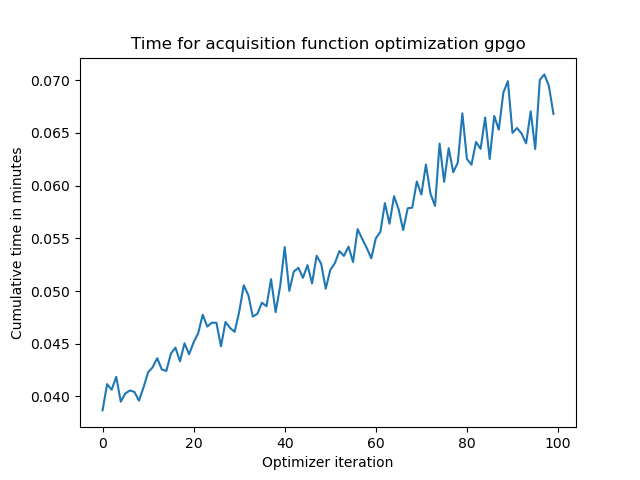 Time for acquisition function optimization gpgo
0.070
0.065
0.060
0.055
0.050
0.045
0.040
Cumulative time in minutes
0 20 40 60 80 100
Optimizer iteration